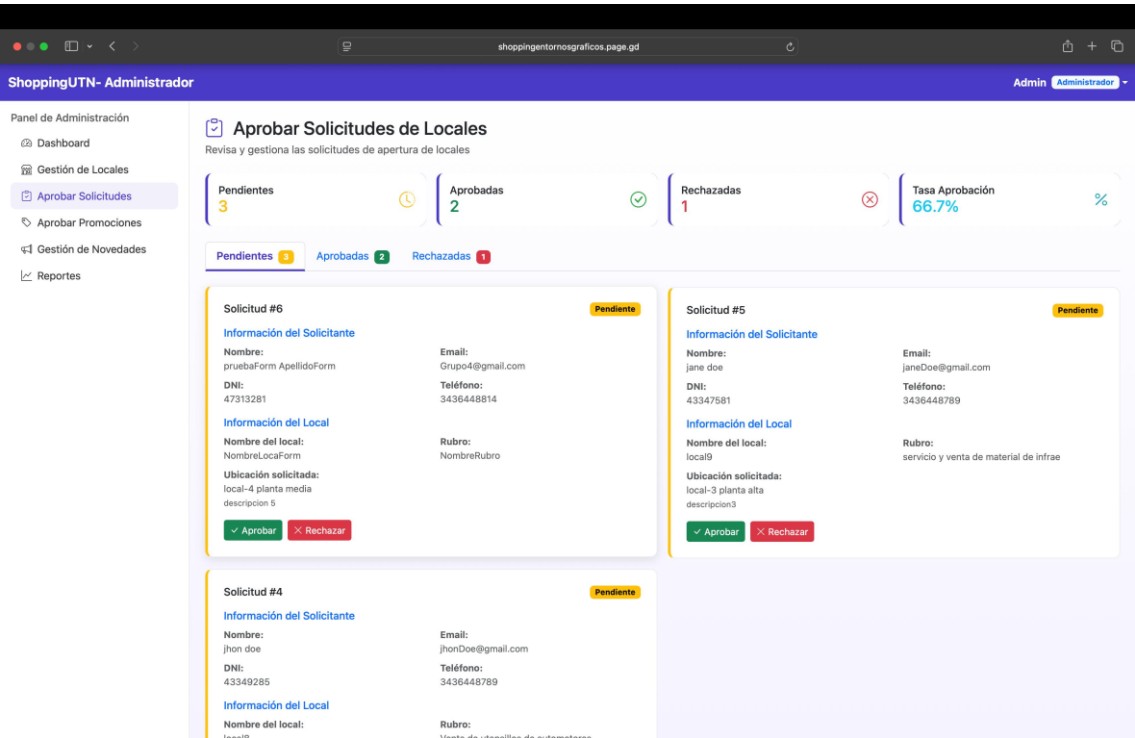 shoppingentornosgraficos.page.gd
ShoppingUTN- Administrador
Admin Administrador
Panel de Administración
Dashboard
Gestión de Locales
Aprobar Solicitudes
Aprobar Promociones
Gestión de Novedades
Reportes
Aprobar Solicitudes de Locales
Revisa y gestiona las solicitudes de apertura de locales
Pendientes
3
Aprobadas
2
Rechazadas
1
Tasa Aprobación
66.7%
%
Pendientes 3 Aprobadas 2 Rechazadas 1
Solicitud #6 Pendiente
Información del Solicitante
Nombre: Email:
pruebaForm ApellidoForm Grupo4@gmail.com
DNI: Teléfono:
47313281 3436448814
Información del Local
Nombre del local: Rubro:
NombreLocaForm NombreRubro
Ubicación solicitada:
local-4 planta media
descripcion 5
Aprobar Rechazar
Solicitud #5 Pendiente
Información del Solicitante
Nombre: Email:
jane doe janeDoe@gmail.com
DNI: Teléfono:
43347581 3436448789
Información del Local
Nombre del local: Rubro:
local9 servicio y venta de material de infrae
Ubicación solicitada:
local-3 planta alta
descripcion3
Aprobar Rechazar
Solicitud #4 Pendiente
Información del Solicitante
Nombre: Email:
jhon doe jhonDoe@gmail.com
DNI: Teléfono:
43349285 3436448789
Información del Local
Nombre del local: Rubro:
local8 Venta de utensillos de automotores